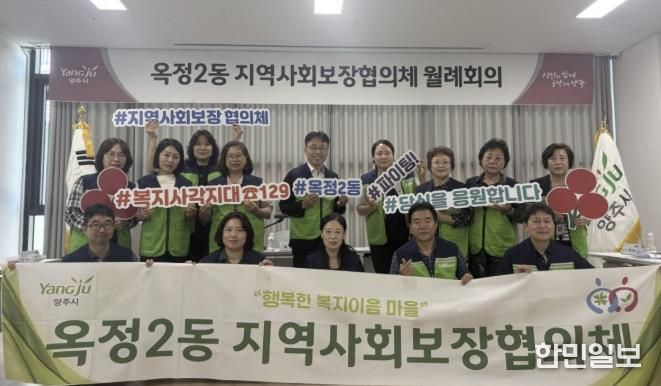 Yangju
양주시
옥정2동 지역사회보장협의체 월례회의
#지역사회보장 협의체
#복지사각지대☎129
#옥정2동
#파이팅!
#당신을 응원합니다
Yangju
양주시
Yangju
양주시
"행복한 복지이음 마을"
옥정2동 지역사회보장협의체
한민일보